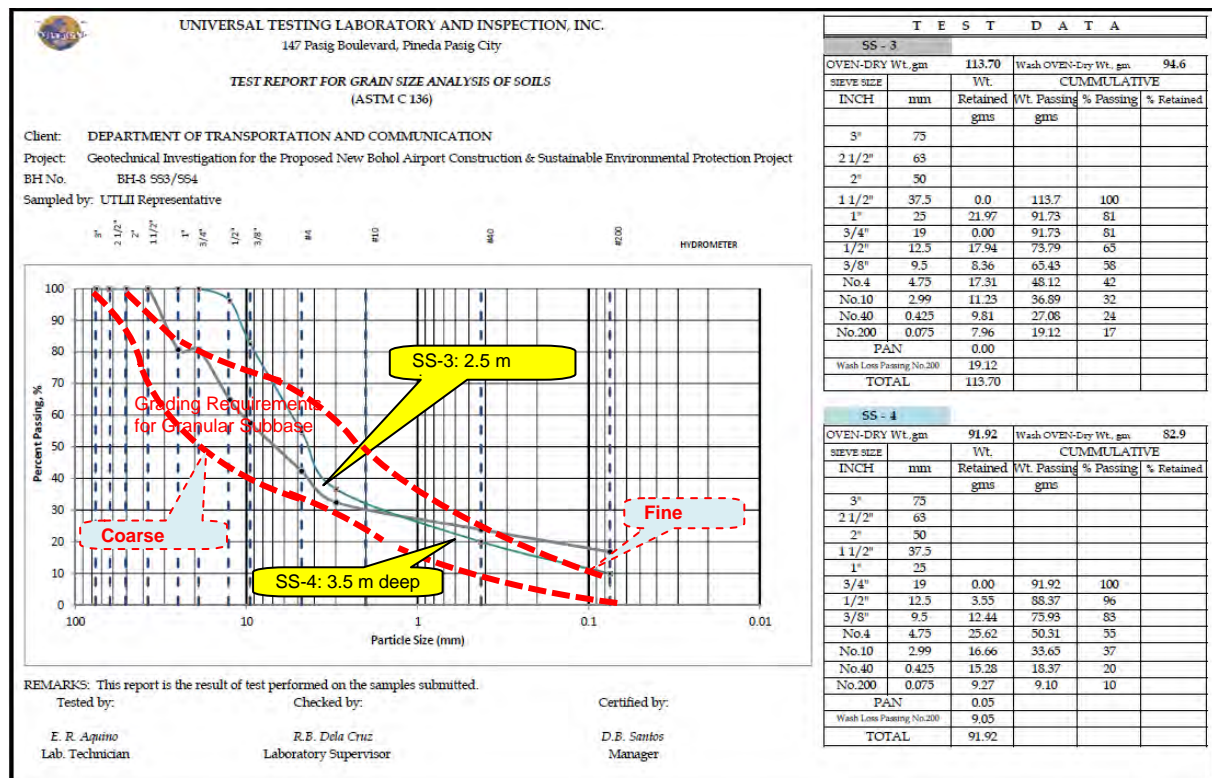 UNIVERSAL TESTING LABORATORY AND INSPECTION, INC.
147 Pasig Boulevard, Pineda Pasig City
TEST REPORT FOR GRAIN SIZE ANALYSIS OF SOILS
(ASTM C 136)
Client: DEPARTMENT OF TRANSPORTATION AND COMMUNICATION
Project: Geotechnical Investigation for the Proposed New Bohol Airport Construction & Sustainable Environmental Protection Project
BH No. BH-8 SS3/SS4
Sampled by: UTLII Representative
3" 2 1/2" 2" 1 1/2" 1" 3/4" 1/2" 3/8" #4 #10 #40 #200 HYDROMETER
Percent Passing, %
100
90
80
70
60
50
40
30
20
10
0
100 10 1 0.1 0.01
Particle Size (mm)
SS-3: 2.5 m
Grading Requirements
for Granular Subbase
Coarse
Fine
SS-4: 3.5 m deep
REMARKS: This report is the result of test performed on the samples submitted.
Tested by: Checked by: Certified by:
E. R. Aquino R.B. Dela Cruz D.B. Santos
Lab. Technician Laboratory Supervisor Manager
T E S T D A T A
SS - 3
OVEN-DRY Wt.,gm 113.70 Wash OVEN-Dry Wt., gm 94.6
SIEVE SIZE Wt. CUMMULATIVE
INCH mm Retained Wt. Passing % Passing % Retained
gms gms
3" 75
2 1/2" 63
2" 50
1 1/2" 37.5 0.0 113.7 100
1" 25 21.97 91.73 81
3/4" 19 0.00 91.73 81
1/2" 12.5 17.94 73.79 65
3/8" 9.5 8.36 65.43 58
No.4 4.75 17.31 48.12 42
No.10 2.99 11.23 36.89 32
No.40 0.425 9.81 27.08 24
No.200 0.075 7.96 19.12 17
PAN 0.00
Wash Loss Passing No.200 19.12
TOTAL 113.70
SS - 4
OVEN-DRY Wt.,gm 91.92 Wash OVEN-Dry Wt., gm 82.9
SIEVE SIZE Wt. CUMMULATIVE
INCH mm Retained Wt. Passing % Passing % Retained
gms gms
3" 75
2 1/2" 63
2" 50
1 1/2" 37.5
1" 25
3/4" 19 0.00 91.92 100
1/2" 12.5 3.55 88.37 96
3/8" 9.5 12.44 75.93 83
No.4 4.75 25.62 50.31 55
No.10 2.99 16.66 33.65 37
No.40 0.425 15.28 18.37 20
No.200 0.075 9.27 9.10 10
PAN 0.05
Wash Loss Passing No.200 9.05
TOTAL 91.92